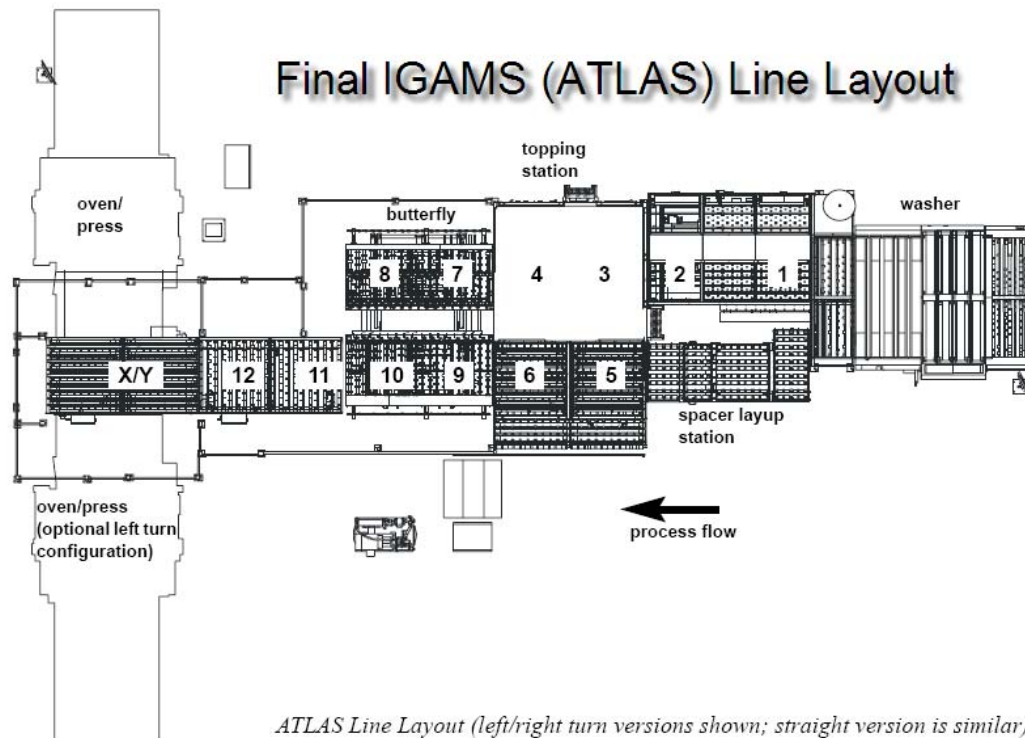 Final IGAMS (ATLAS) Line Layout
topping
station
oven/
press
butterfly
washer
8
7
4
3
2
1
X/Y
12
11
10
9
6
5
spacer layup
station
oven/press
(optional left turn
configuration)
process flow
ATLAS Line Layout (left/right turn versions shown; straight version is similar)